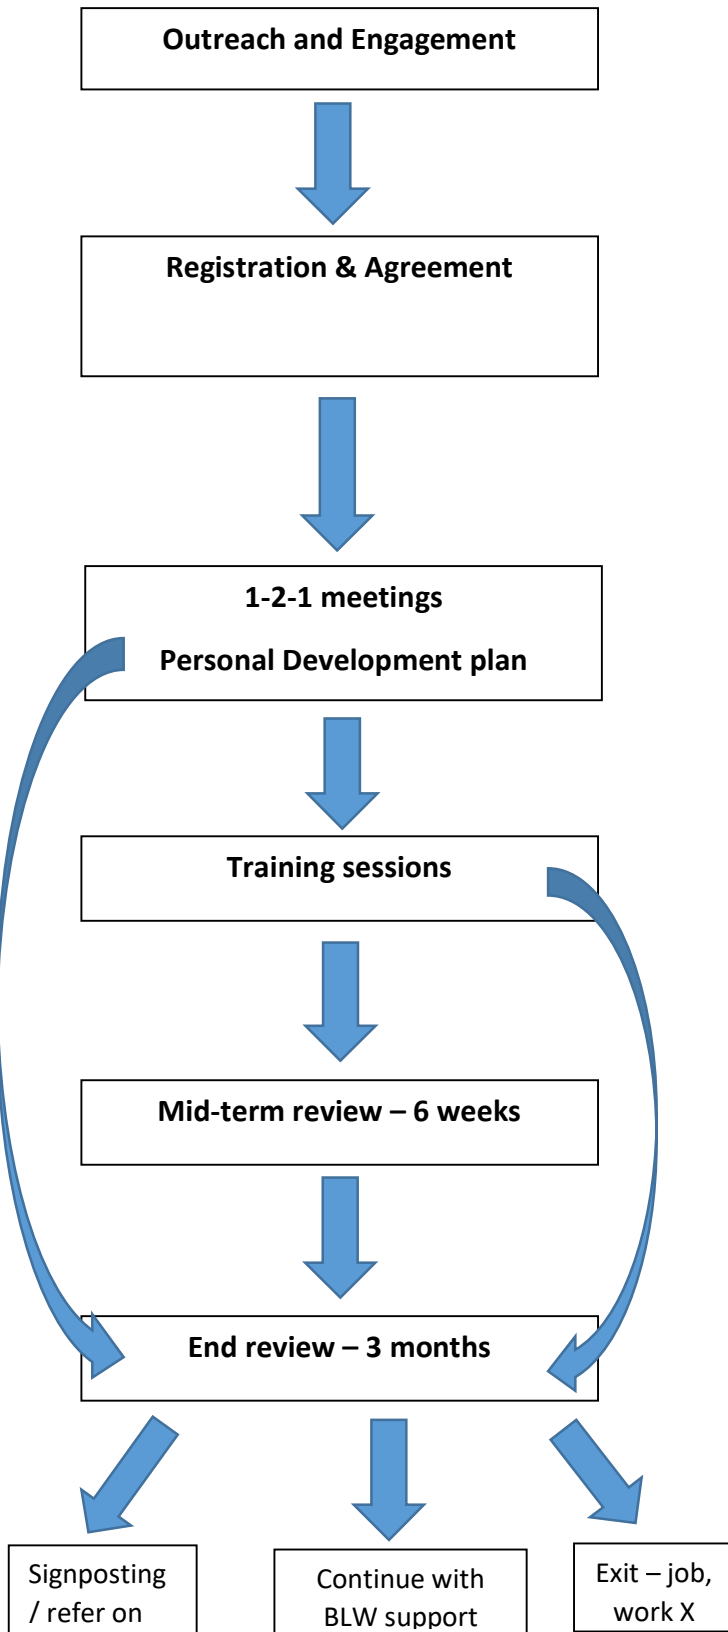 Outreach and Engagement
Registration & Agreement
1-2-1 meetings
Personal Development plan
Training sessions
Mid-term review – 6 weeks
End review – 3 months
Signposting
/ refer on
Continue with
BLW support
Exit – job,
work X